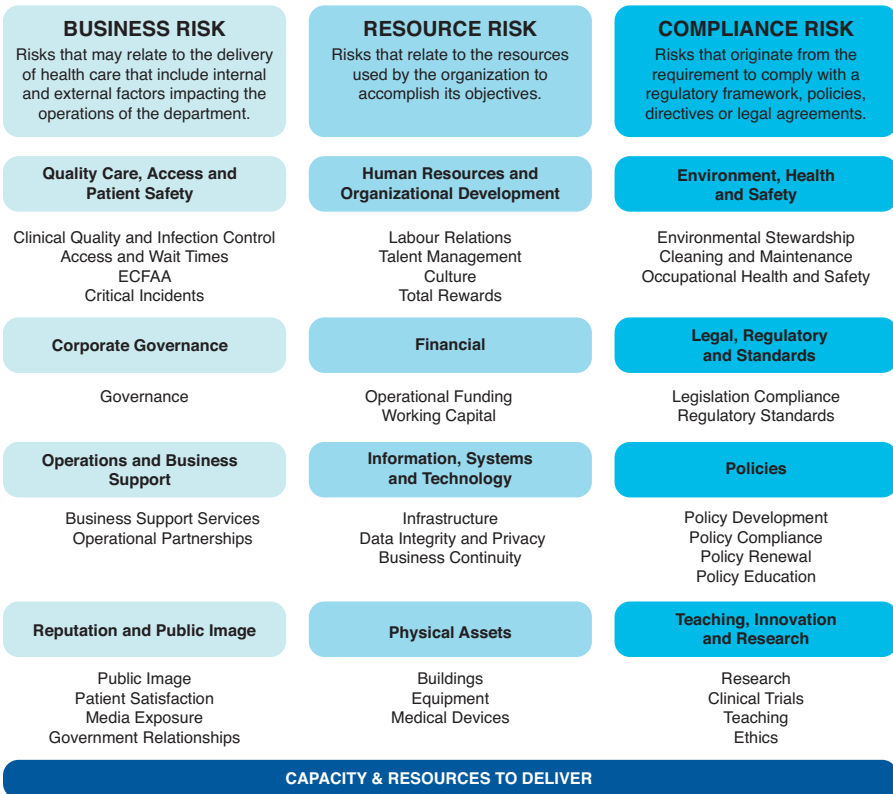 BUSINESS RISK
Risks that may relate to the delivery
of health care that include internal
and external factors impacting the
operations of the department.
RESOURCE RISK
Risks that relate to the resources
used by the organization to
accomplish its objectives.
COMPLIANCE RISK
Risks that originate from the
requirement to comply with a
regulatory framework, policies,
directives or legal agreements.
Quality Care, Access and
Patient Safety
Human Resources and
Organizational Development
Environment, Health
and Safety
Clinical Quality and Infection Control
Access and Wait Times
ECFAA
Critical Incidents
Labour Relations
Talent Management
Culture
Total Rewards
Environmental Stewardship
Cleaning and Maintenance
Occupational Health and Safety
Corporate Governance
Financial
Legal, Regulatory
and Standards
Governance
Operational Funding
Working Capital
Legislation Compliance
Regulatory Standards
Operations and Business
Support
Information, Systems
and Technology
Policies
Business Support Services
Operational Partnerships
Infrastructure
Data Integrity and Privacy
Business Continuity
Policy Development
Policy Compliance
Policy Renewal
Policy Education
Reputation and Public Image
Physical Assets
Teaching, Innovation
and Research
Public Image
Patient Satisfaction
Media Exposure
Government Relationships
Buildings
Equipment
Medical Devices
Research
Clinical Trials
Teaching
Ethics
CAPACITY & RESOURCES TO DELIVER